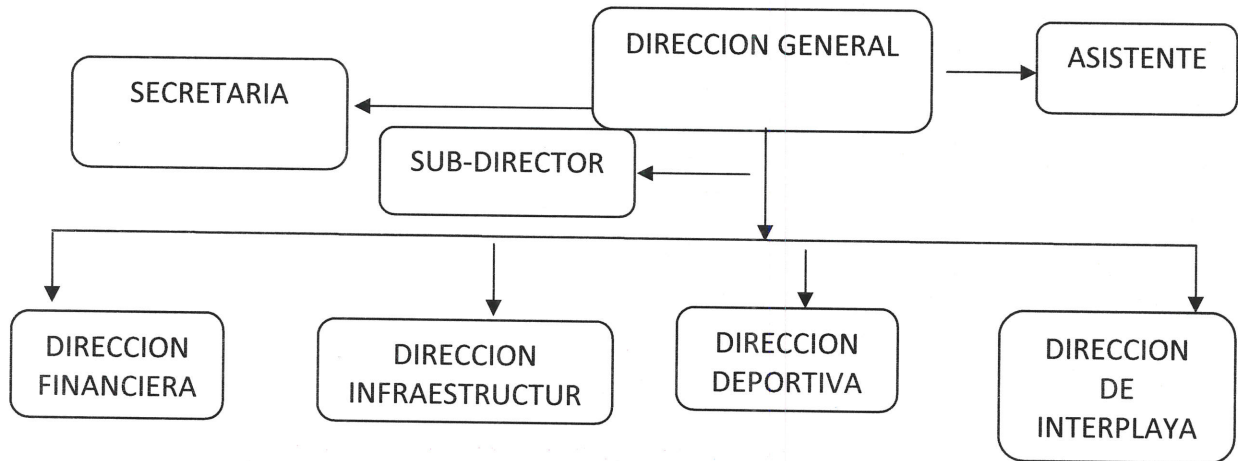 DIRECCION GENERAL
ASISTENTE
SECRETARIA
SUB-DIRECTOR
DIRECCION
FINANCIERA
DIRECCION
INFRAESTRUCTUR
DIRECCION
DEPORTIVA
DIRECCION
DE
INTERPLAYA